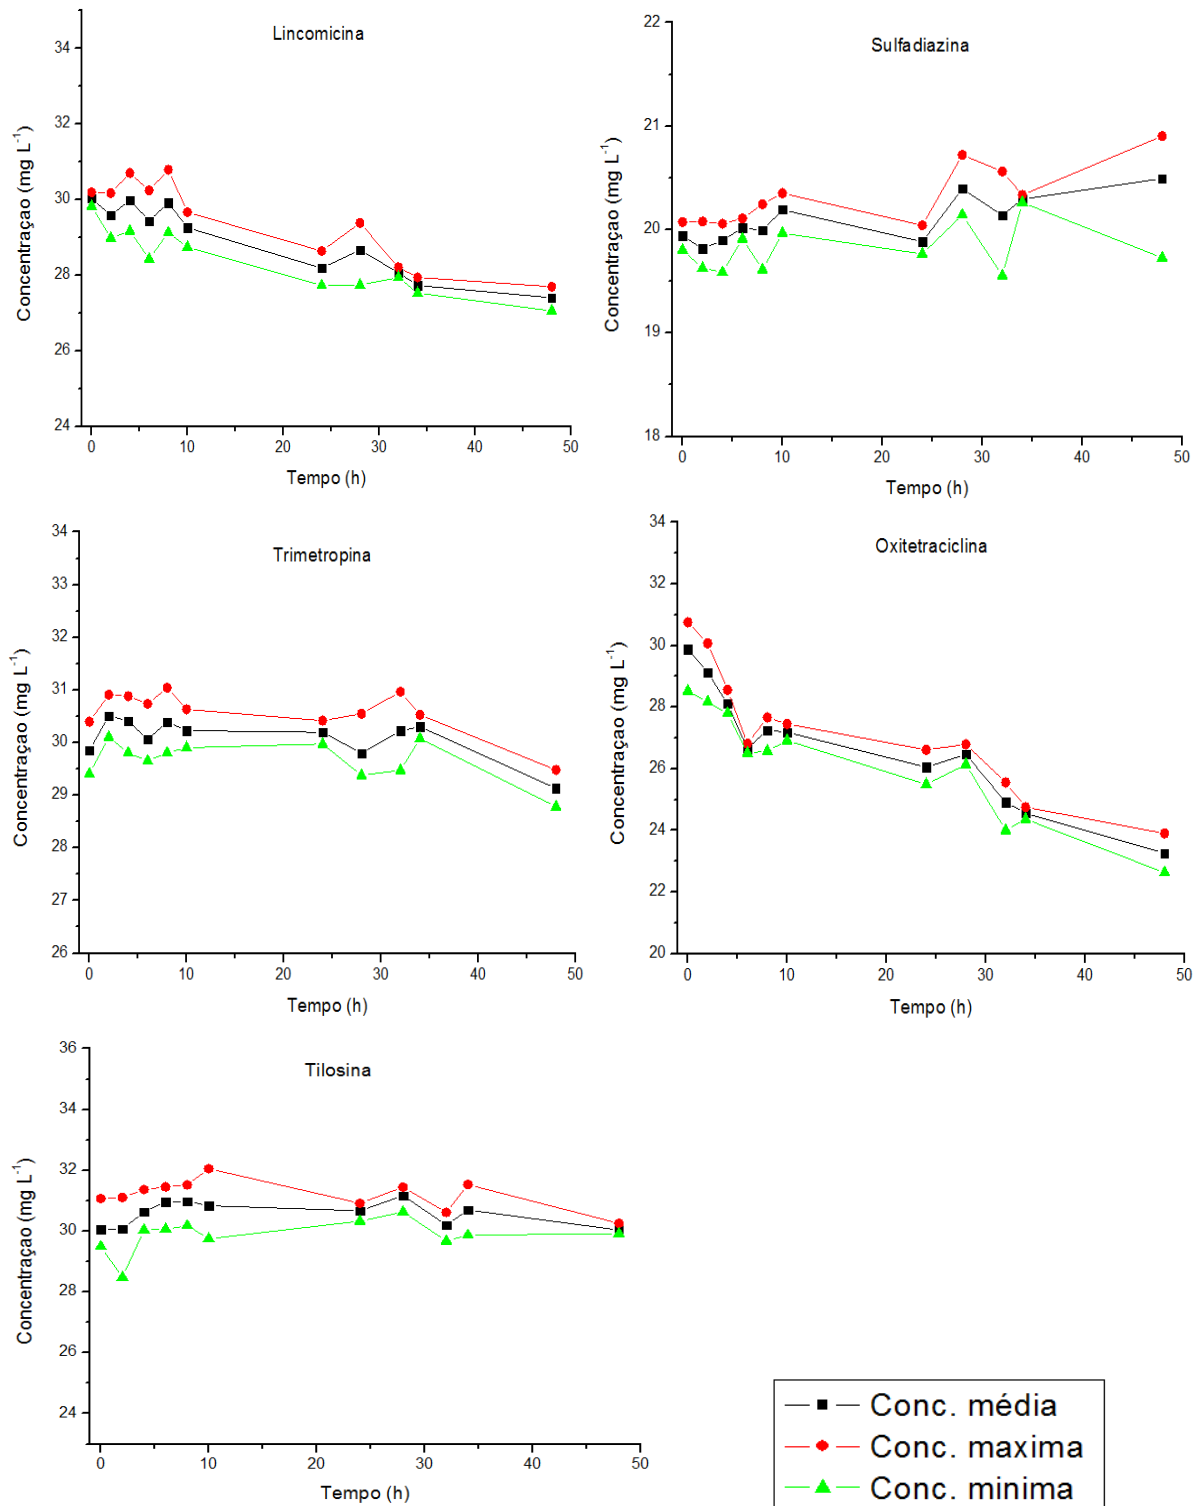 Lincomicina
Concentraçao (mg L⁻¹)
34
32
30
28
26
24
0 10 20 30 40 50
Tempo (h)
Sulfadiazina
Concentraçao (mg L⁻¹)
22
21
20
19
18
0 10 20 30 40 50
Tempo (h)
Trimetropina
Concentraçao (mg L⁻¹)
34
33
32
31
30
29
28
27
26
0 10 20 30 40 50
Tempo (h)
Oxitetraciclina
Concentraçao (mg L⁻¹)
34
32
30
28
26
24
22
20
0 10 20 30 40 50
Tempo (h)
Tilosina
Concentraçao (mg L⁻¹)
36
34
32
30
28
26
24
0 10 20 30 40 50
Tempo (h)
Conc. média
Conc. maxima
Conc. minima